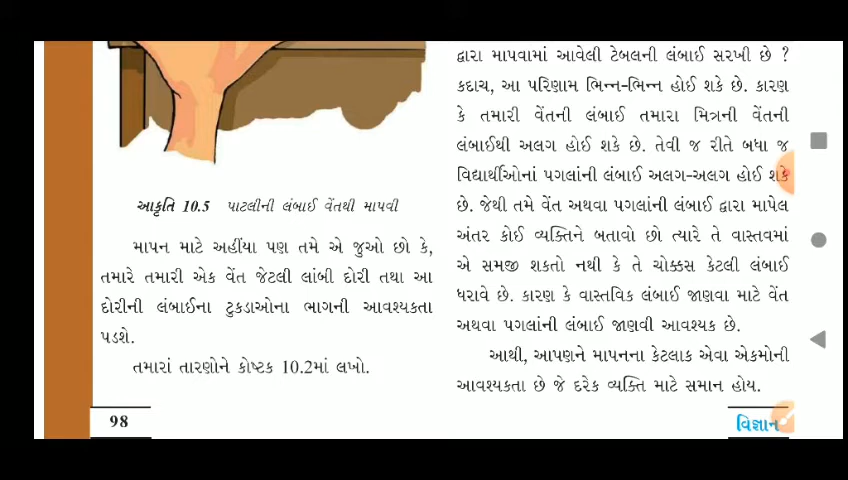 આકૃતિ 10.5 પાટલીની લંબાઈ વેંતથી માપવી
માપન માટે અહીંયા પણ તમે એ જુઓ છો કે,
તમારે તમારી એક વેંત જેટલી લાંબી દોરી તથા આ
દોરીની લંબાઈના ટુકડાઓના ભાગની આવશ્યકતા
પડશે.
તમારાં તારણોને કોષ્ટક 10.2માં લખો.
98
દ્વારા માપવામાં આવેલી ટેબલની લંબાઈ સરખી છે ?
કદાચ, આ પરિણામ ભિન્ન-ભિન્ન હોઈ શકે છે. કારણ
કે તમારી વેંતની લંબાઈ તમારા મિત્રની વેંતની
લંબાઈથી અલગ હોઈ શકે છે. તેવી જ રીતે બધા જ
વિદ્યાર્થીઓનાં પગલાંની લંબાઈ અલગ-અલગ હોઈ શકે
છે. જેથી તમે વેંત અથવા પગલાંની લંબાઈ દ્વારા માપેલ
અંતર કોઈ વ્યક્તિને બતાવો છો ત્યારે તે વાસ્તવમાં
એ સમજી શકતો નથી કે તે ચોક્કસ કેટલી લંબાઈ
ધરાવે છે. કારણ કે વાસ્તવિક લંબાઈ જાણવા માટે વેંત
અથવા પગલાંની લંબાઈ જાણવી આવશ્યક છે.
આથી, આપણને માપનના કેટલાક એવા એકમોની
આવશ્યકતા છે જે દરેક વ્યક્તિ માટે સમાન હોય.
વિજ્ઞાન